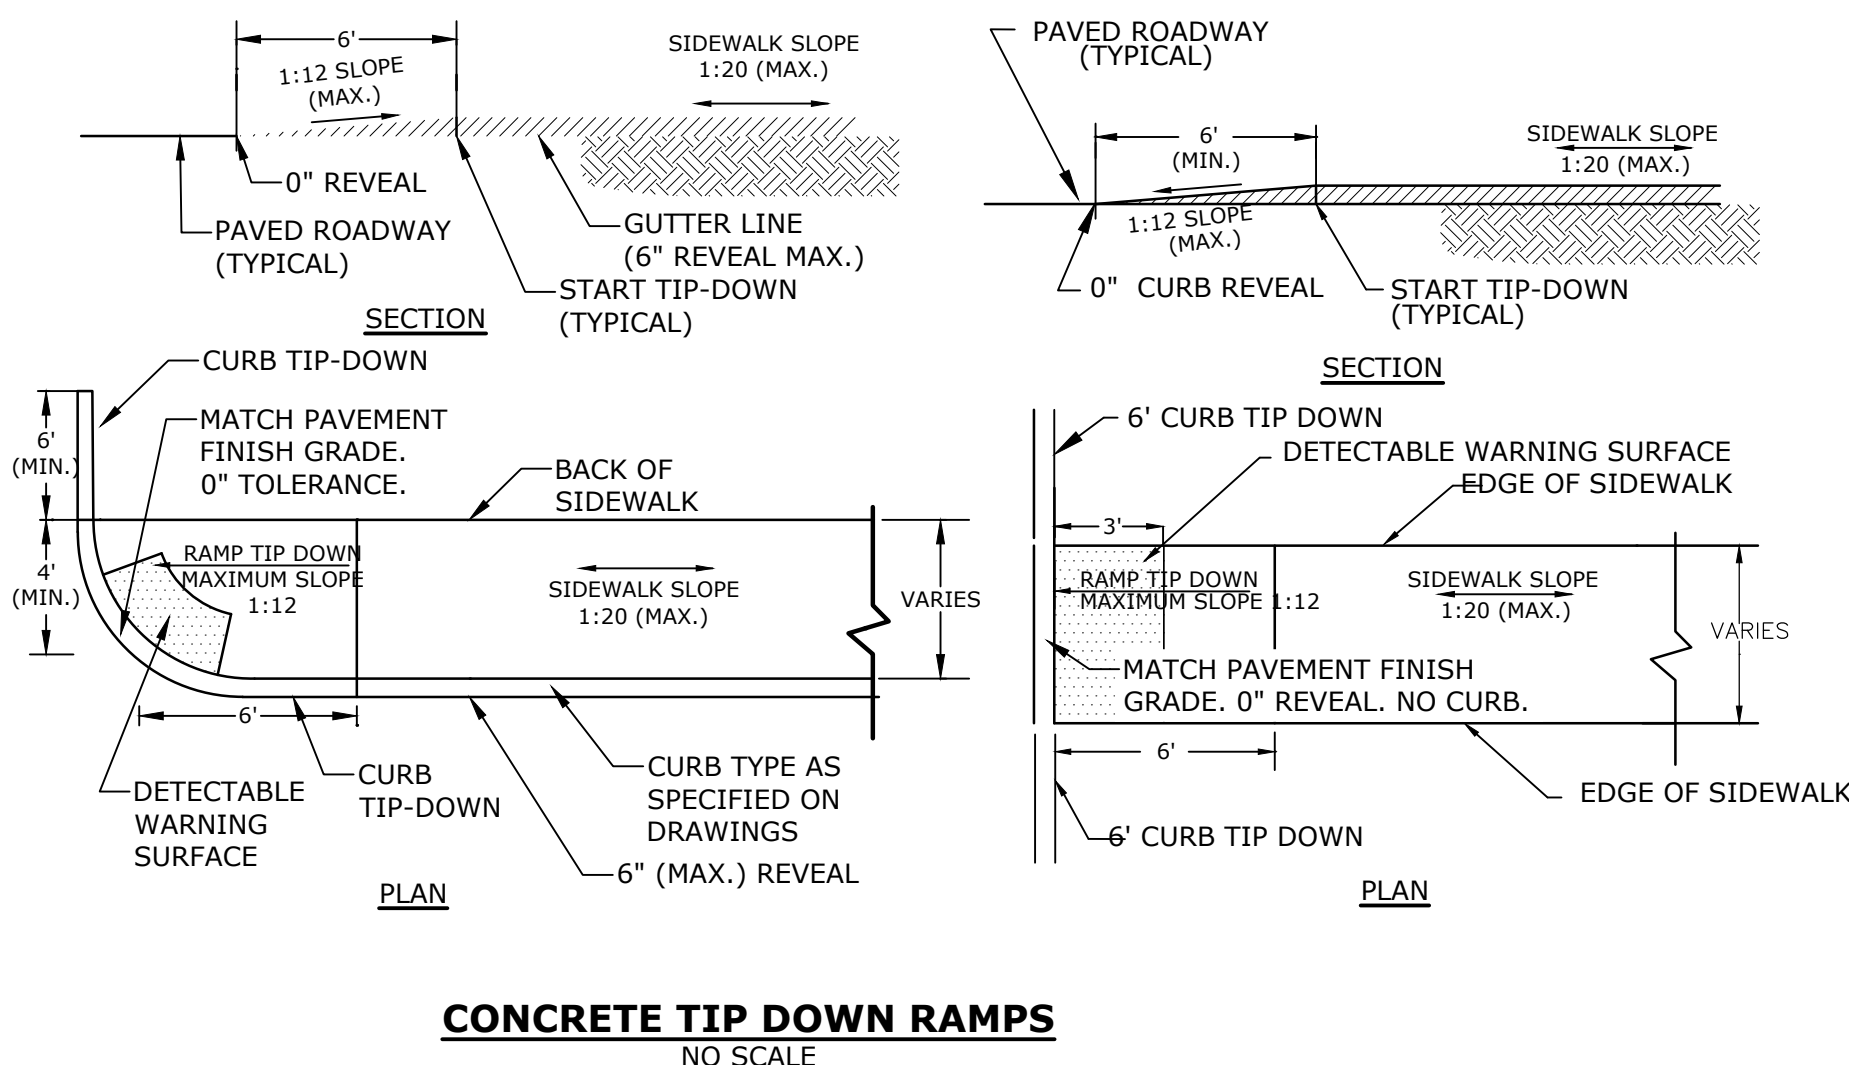 6'
1:12 SLOPE
(MAX.)
SIDEWALK SLOPE
1:20 (MAX.)
0" REVEAL
PAVED ROADWAY
(TYPICAL)
GUTTER LINE
(6" REVEAL MAX.)
START TIP-DOWN
(TYPICAL)
SECTION
PAVED ROADWAY
(TYPICAL)
6'
(MIN.)
SIDEWALK SLOPE
1:20 (MAX.)
1:12 SLOPE
(MAX.)
0" CURB REVEAL
START TIP-DOWN
(TYPICAL)
SECTION
CURB TIP-DOWN
6'
(MIN.)
MATCH PAVEMENT
FINISH GRADE.
0" TOLERANCE.
BACK OF
SIDEWALK
4'
(MIN.)
RAMP TIP DOWN
MAXIMUM SLOPE
1:12
SIDEWALK SLOPE
1:20 (MAX.)
VARIES
6'
DETECTABLE
WARNING
SURFACE
CURB
TIP-DOWN
CURB TYPE AS
SPECIFIED ON
DRAWINGS
6" (MAX.) REVEAL
PLAN
6' CURB TIP DOWN
DETECTABLE WARNING SURFACE
EDGE OF SIDEWALK
3'
RAMP TIP DOWN
MAXIMUM SLOPE 1:12
SIDEWALK SLOPE
1:20 (MAX.)
VARIES
MATCH PAVEMENT FINISH
GRADE. 0" REVEAL. NO CURB.
6'
EDGE OF SIDEWALK
6' CURB TIP DOWN
PLAN
CONCRETE TIP DOWN RAMPS
NO SCALE